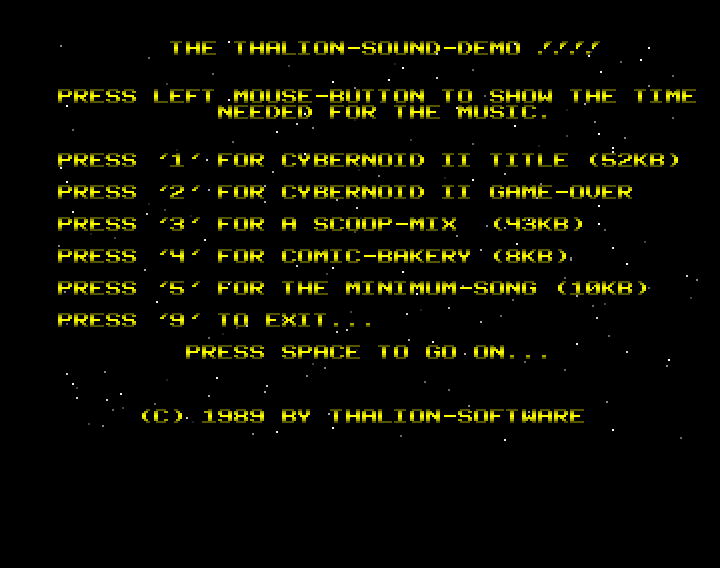 THE THALION-SOUND-DEMO !!!!
PRESS LEFT MOUSE-BUTTON TO SHOW THE TIME
NEEDED FOR THE MUSIC.
PRESS '1' FOR CYBERNOID II TITLE (52KB)
PRESS '2' FOR CYBERNOID II GAME-OVER
PRESS '3' FOR A SCOOP-MIX (43KB)
PRESS '4' FOR COMIC-BAKERY (8KB)
PRESS '5' FOR THE MINIMUM-SONG (10KB)
PRESS '9' TO EXIT...
PRESS SPACE TO GO ON...
(C) 1989 BY THALION-SOFTWARE